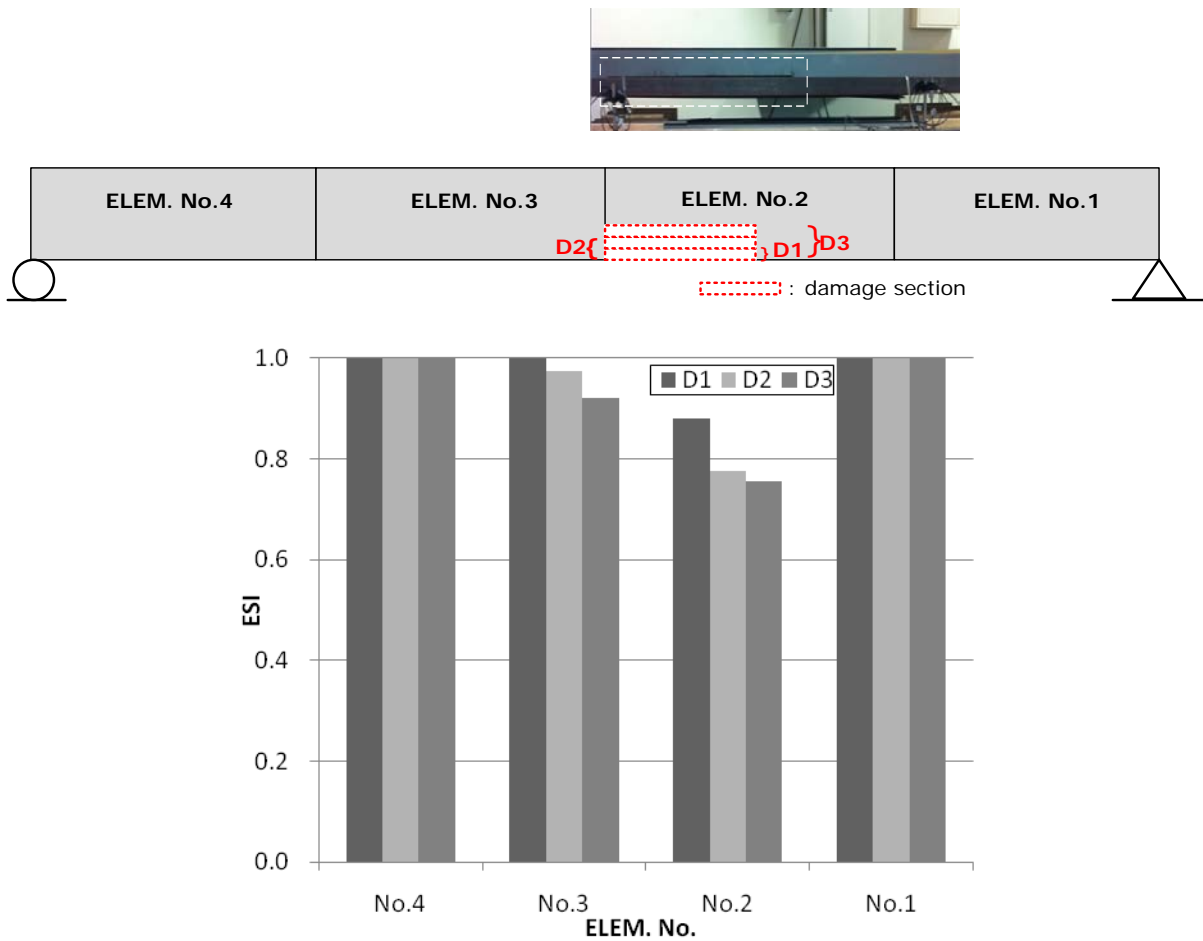 ELEM. No.4 ELEM. No.3 ELEM. No.2 ELEM. No.1
D2{ }D1 }D3
: damage section
1.0
D1 D2 D3
0.8
0.6
0.4
0.2
0.0
ESI
No.4 No.3 No.2 No.1
ELEM. No.